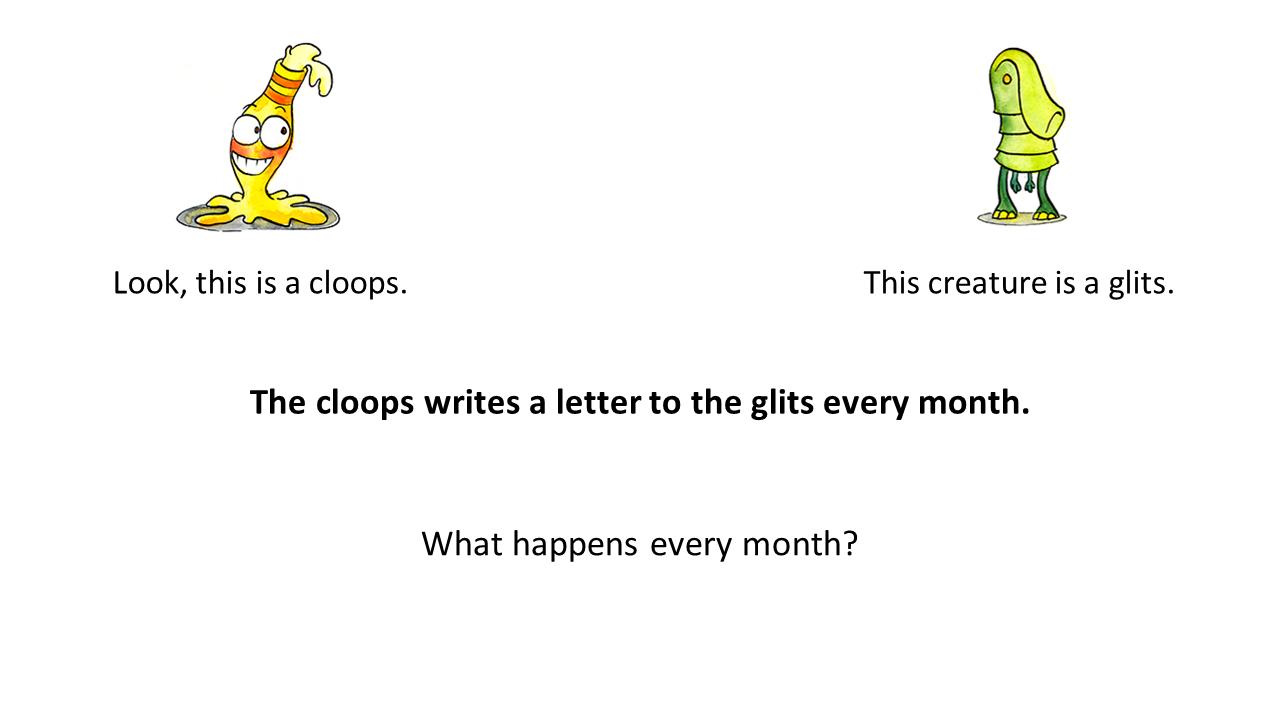 Look, this is a cloops.
This creature is a glits.
The cloops writes a letter to the glits every month.
What happens every month?